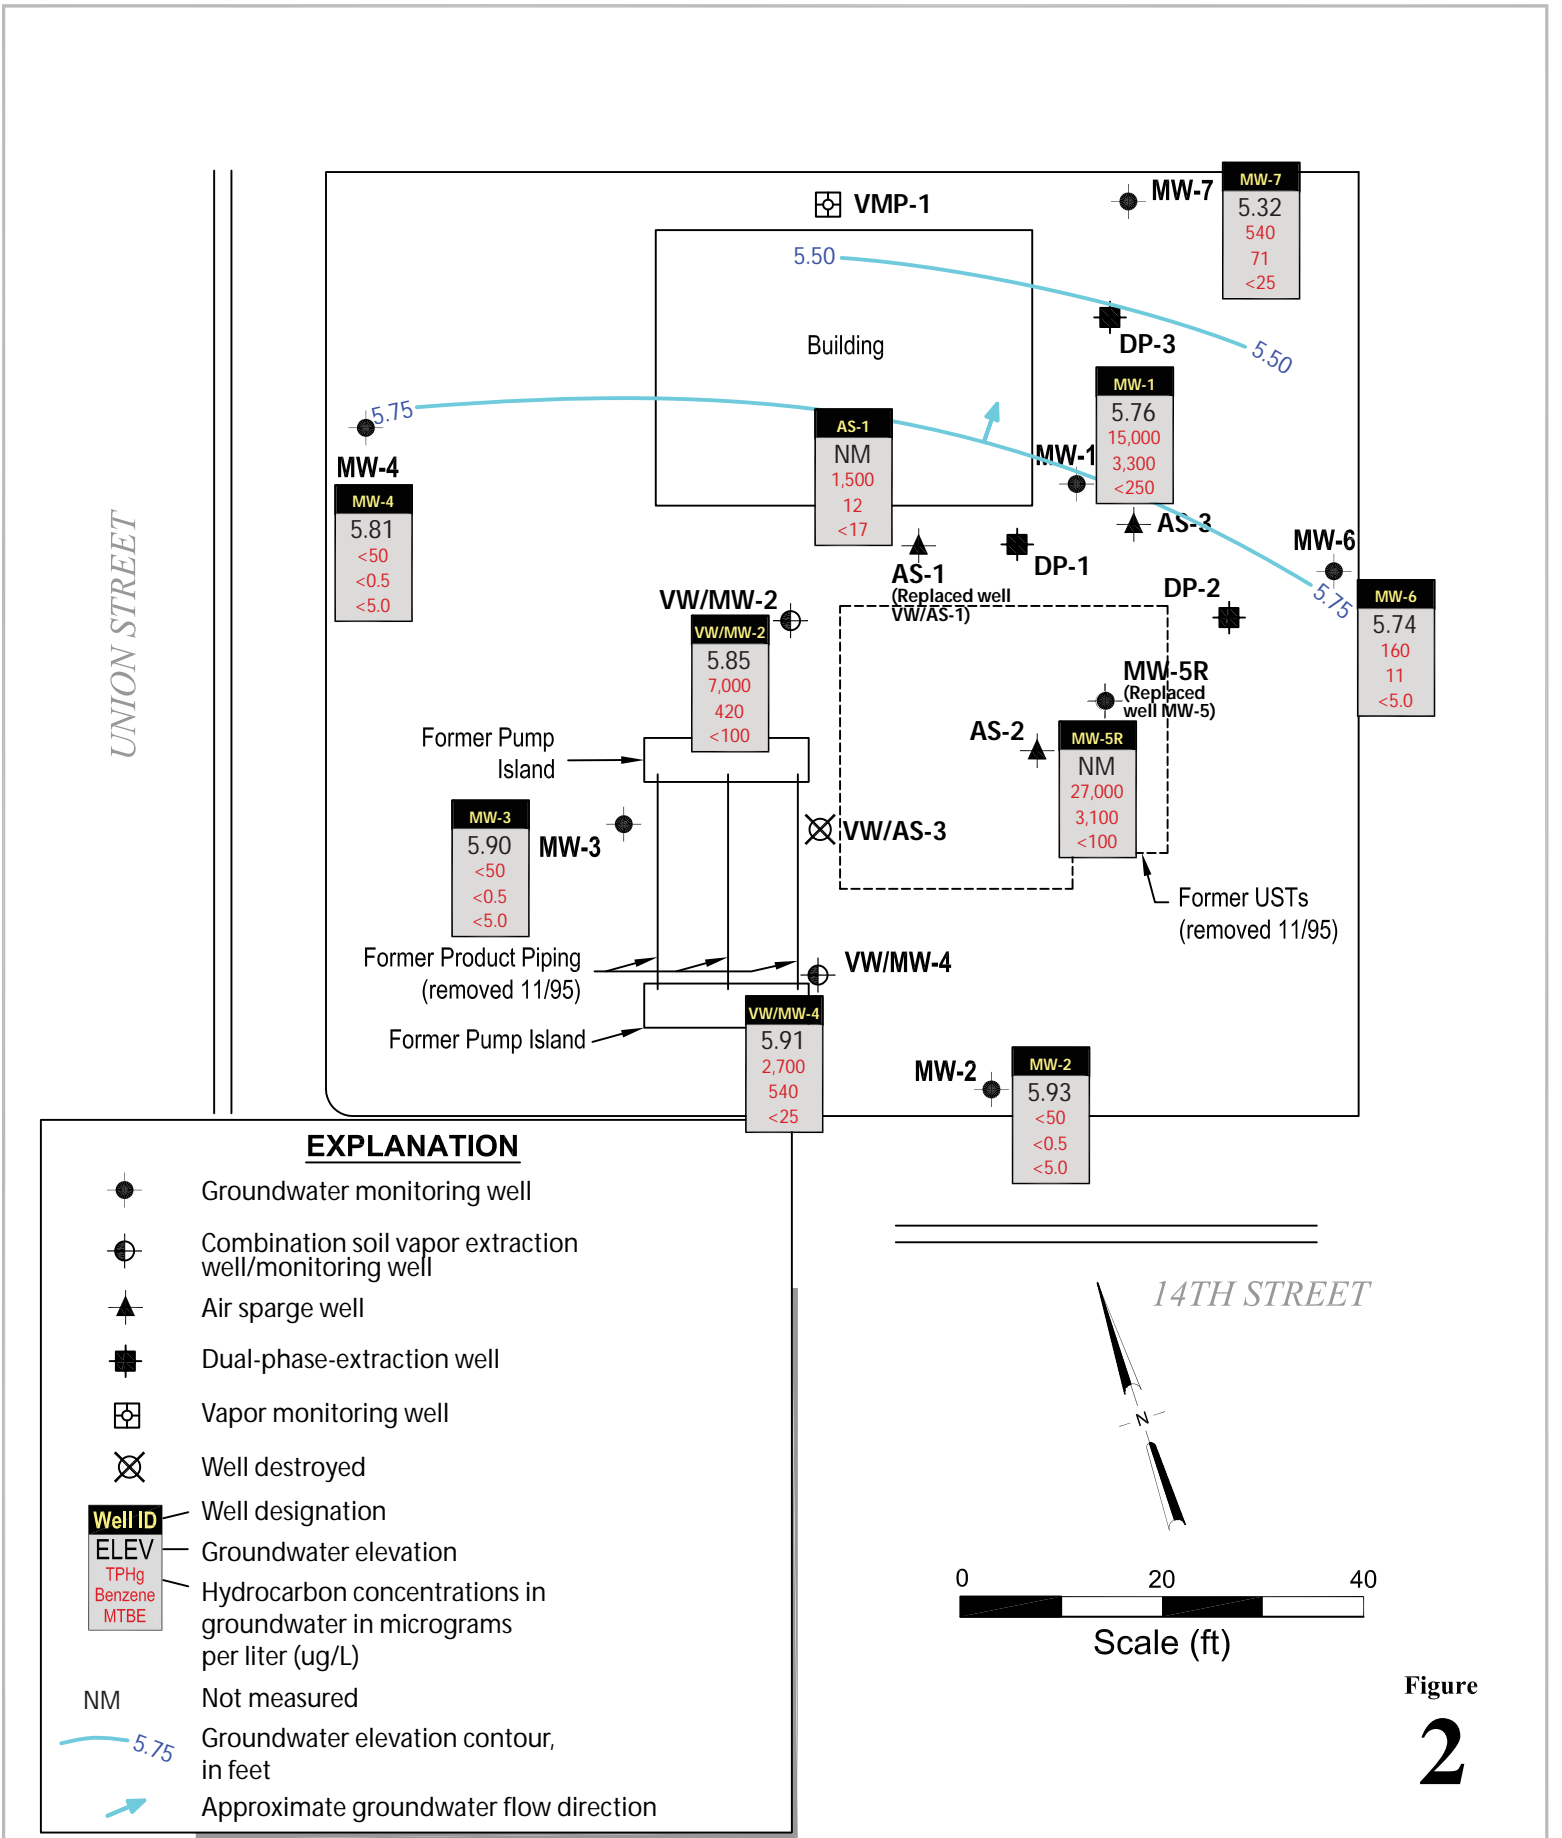 MW-7
5.32
540
71
<25
MW-7
VMP-1
5.50
Building
DP-3
5.50
MW-1
5.76
15,000
3,300
<250
5.75
MW-4
AS-1
NM
1,500
12
<17
MW-1
MW-4
5.81
<50
<0.5
<5.0
AS-3
MW-6
AS-1
(Replaced well
VW/AS-1)
DP-1
DP-2
5.75
MW-6
5.74
160
11
<5.0
UNION STREET
VW/MW-2
VW/MW-2
5.85
7,000
420
<100
MW-5R
(Replaced
well MW-5)
AS-2
MW-5R
NM
27,000
3,100
<100
Former Pump
Island
MW-3
5.90
<50
<0.5
<5.0
MW-3
VW/AS-3
Former USTs
(removed 11/95)
Former Product Piping
(removed 11/95)
VW/MW-4
Former Pump Island
VW/MW-4
5.91
2,700
540
<25
MW-2
MW-2
5.93
<50
<0.5
<5.0
EXPLANATION
Groundwater monitoring well
Combination soil vapor extraction
well/monitoring well
Air sparge well
Dual-phase-extraction well
Vapor monitoring well
Well destroyed
Well ID
Well designation
ELEV
Groundwater elevation
TPHg
Benzene
MTBE
Hydrocarbon concentrations in
groundwater in micrograms
per liter (ug/L)
NM
Not measured
5.75
Groundwater elevation contour,
in feet
Approximate groundwater flow direction
14TH STREET
N
0 20 40
Scale (ft)
Figure
2